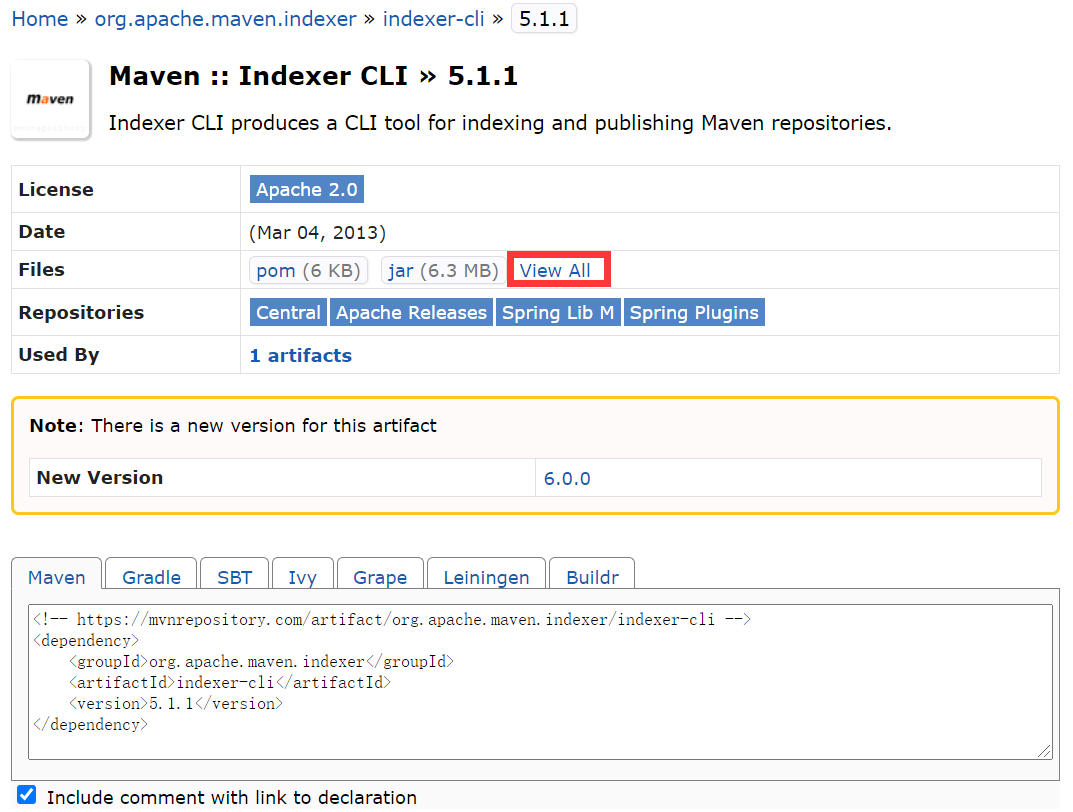 Home » org.apache.maven.indexer » indexer-cli » 5.1.1
maven
Maven :: Indexer CLI » 5.1.1
Indexer CLI produces a CLI tool for indexing and publishing Maven repositories.
License Apache 2.0
Date (Mar 04, 2013)
Files pom (6 KB) jar (6.3 MB) View All
Repositories Central Apache Releases Spring Lib M Spring Plugins
Used By 1 artifacts
Note: There is a new version for this artifact
New Version 6.0.0
Maven Gradle SBT Ivy Grape Leiningen Buildr
<!-- https://mvnrepository.com/artifact/org.apache.maven.indexer/indexer-cli -->
<dependency>
    <groupId>org.apache.maven.indexer</groupId>
    <artifactId>indexer-cli</artifactId>
    <version>5.1.1</version>
</dependency>
Include comment with link to declaration